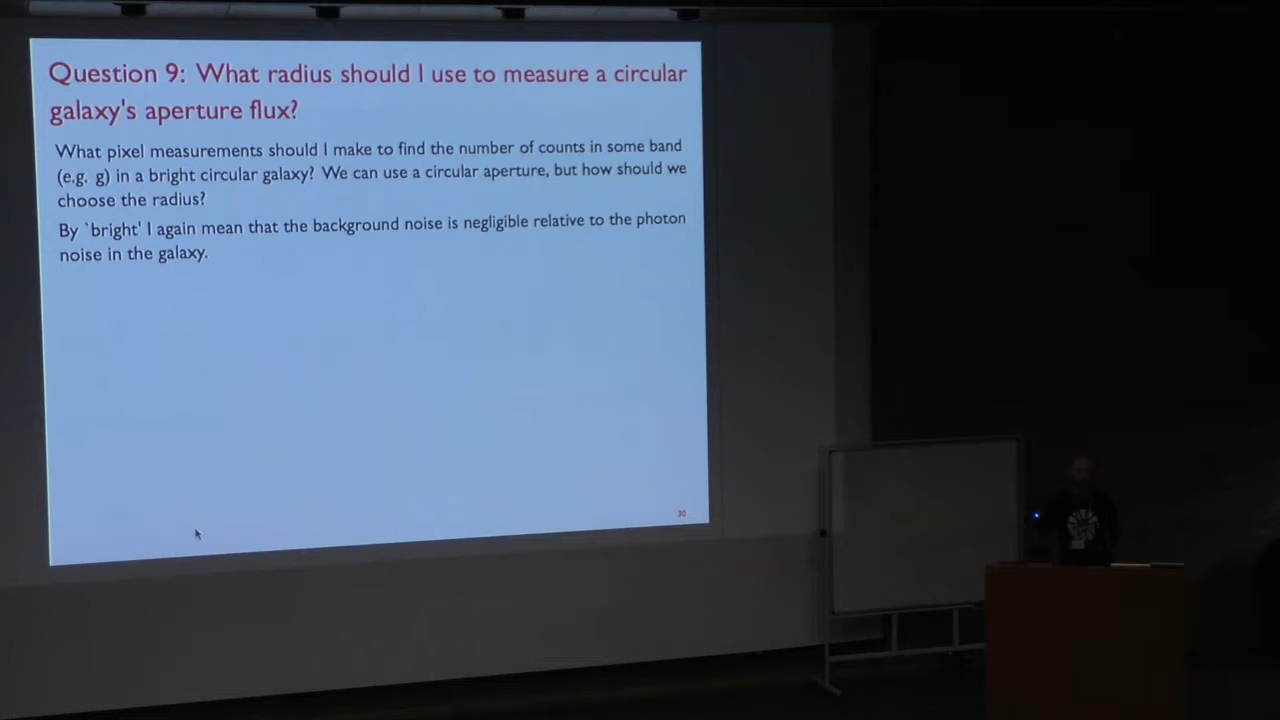 Question 9: What radius should I use to measure a circular
galaxy's aperture flux?
What pixel measurements should I make to find the number of counts in some band
(e.g. g) in a bright circular galaxy? We can use a circular aperture, but how should we
choose the radius?
By `bright' I again mean that the background noise is negligible relative to the photon
noise in the galaxy.
30